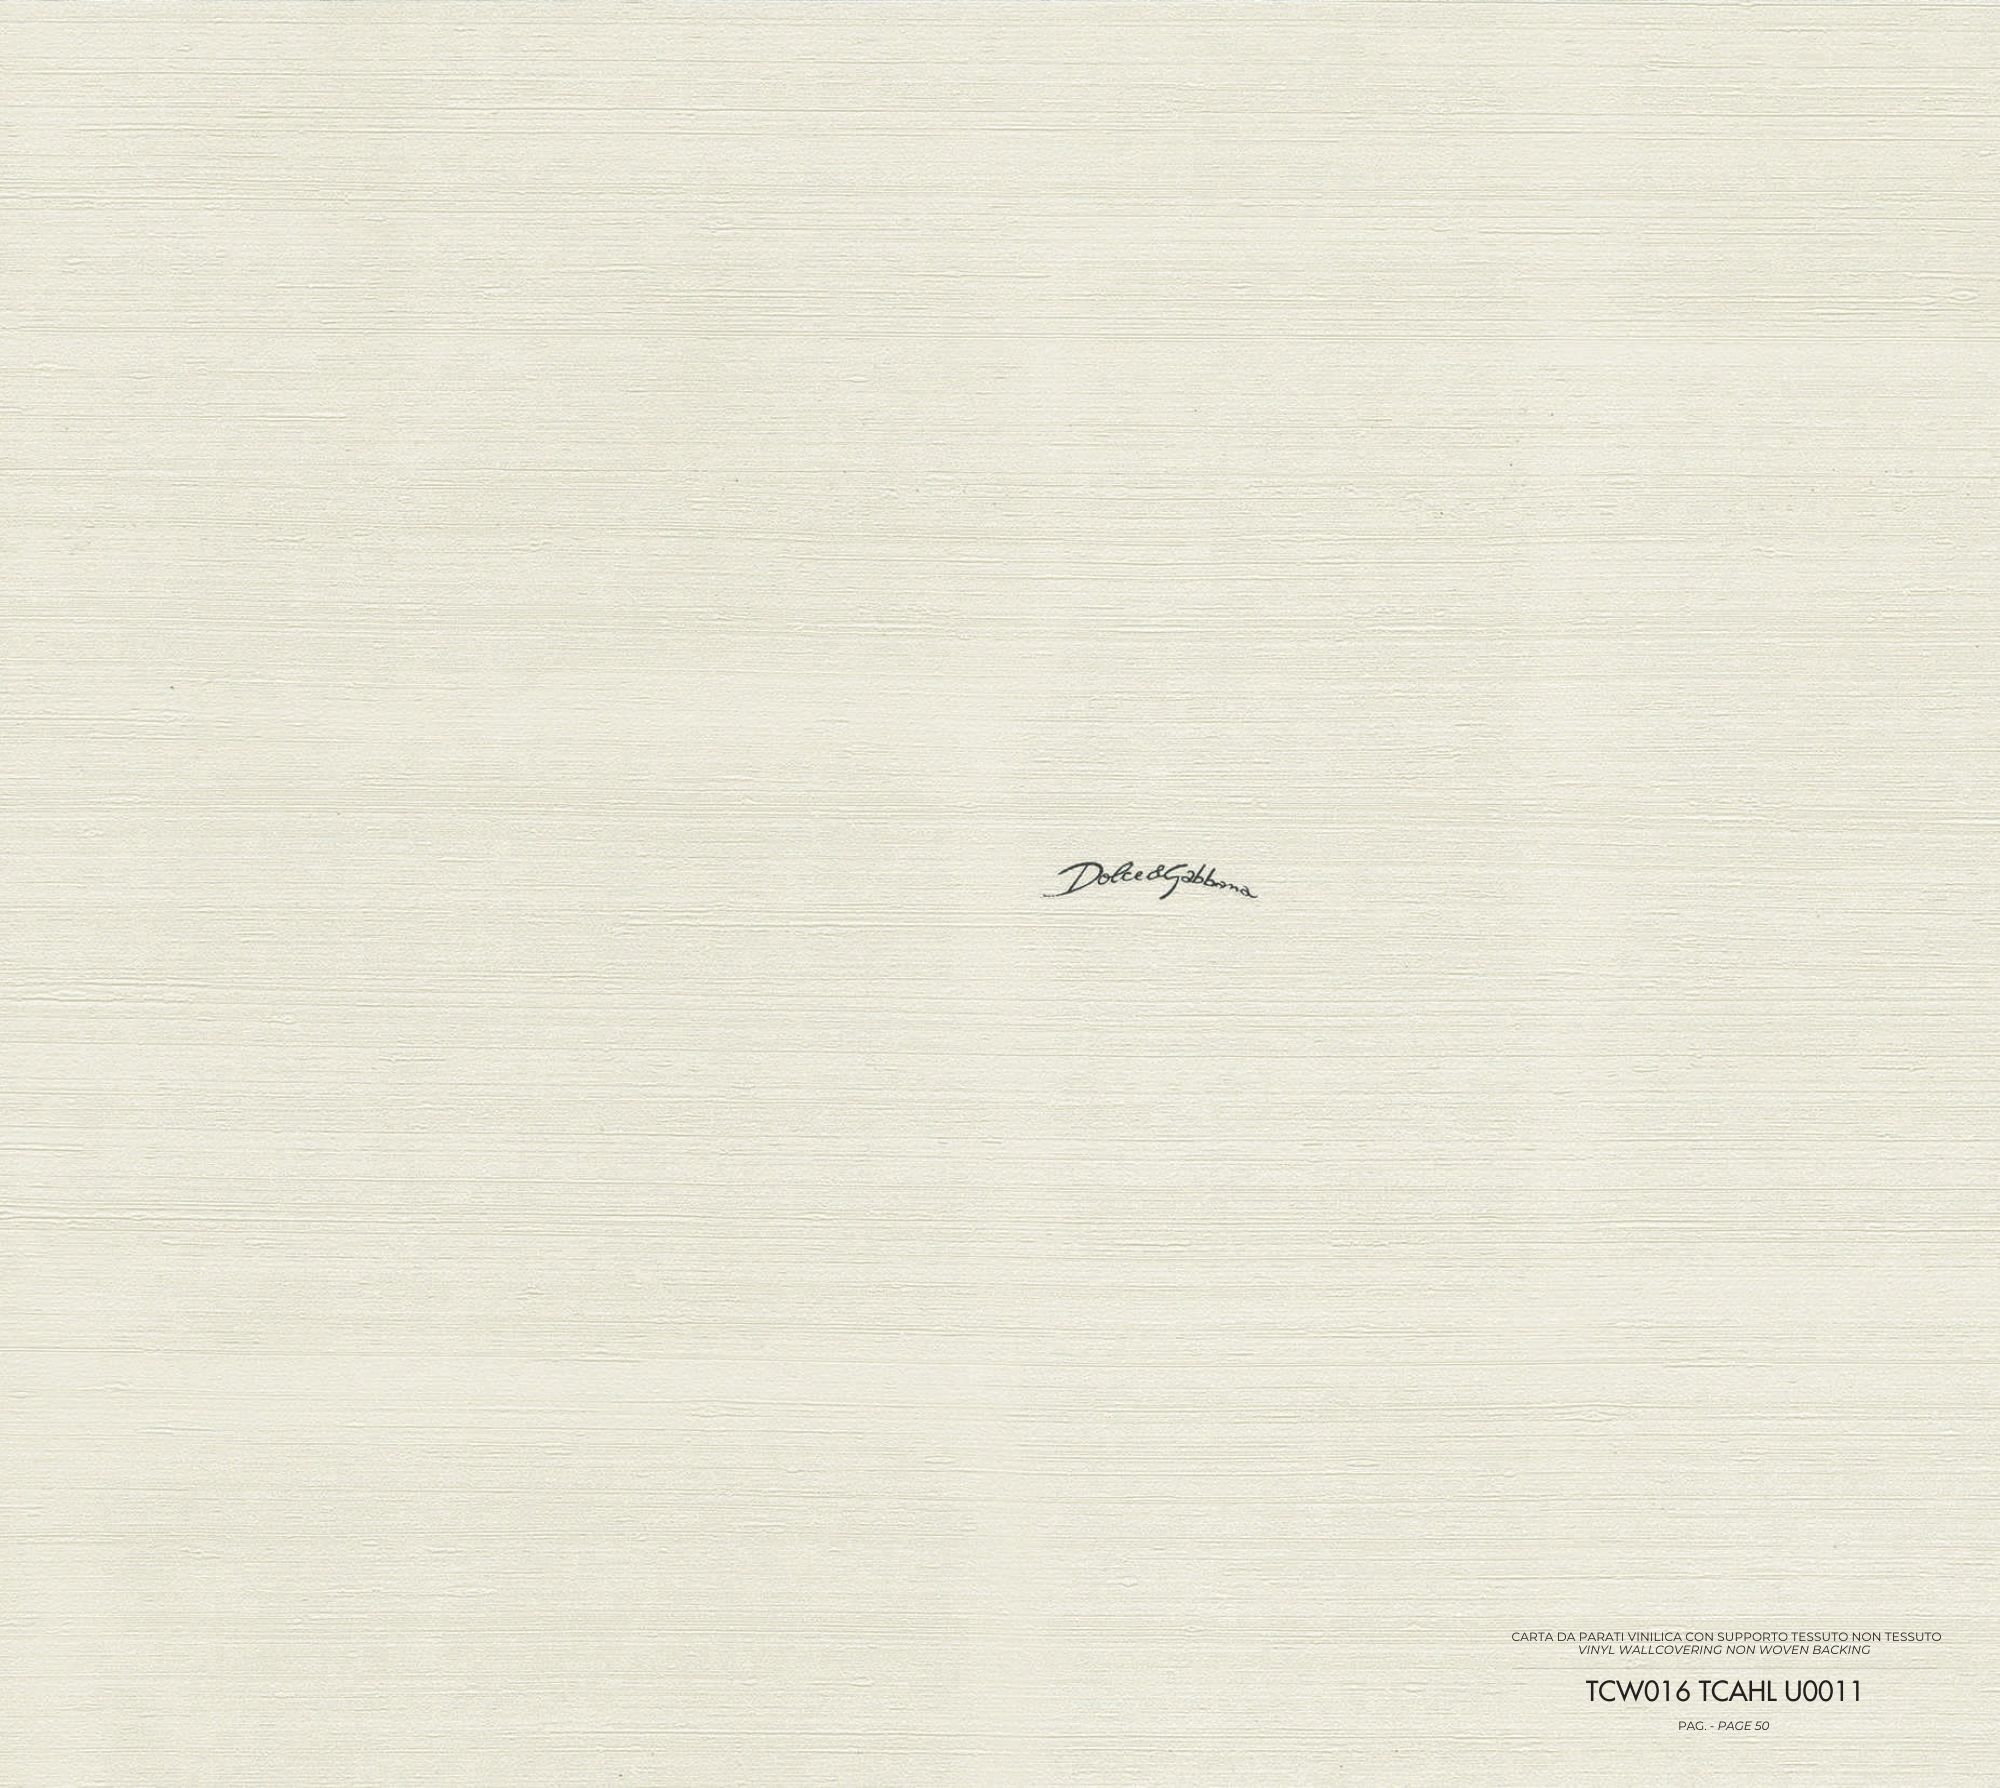 Dolce&Gabbana
CARTA DA PARATI VINILICA CON SUPPORTO TESSUTO NON TESSUTO
VINYL WALLCOVERING NON WOVEN BACKING
TCW016 TCAHL U0011
PAG. - PAGE 50